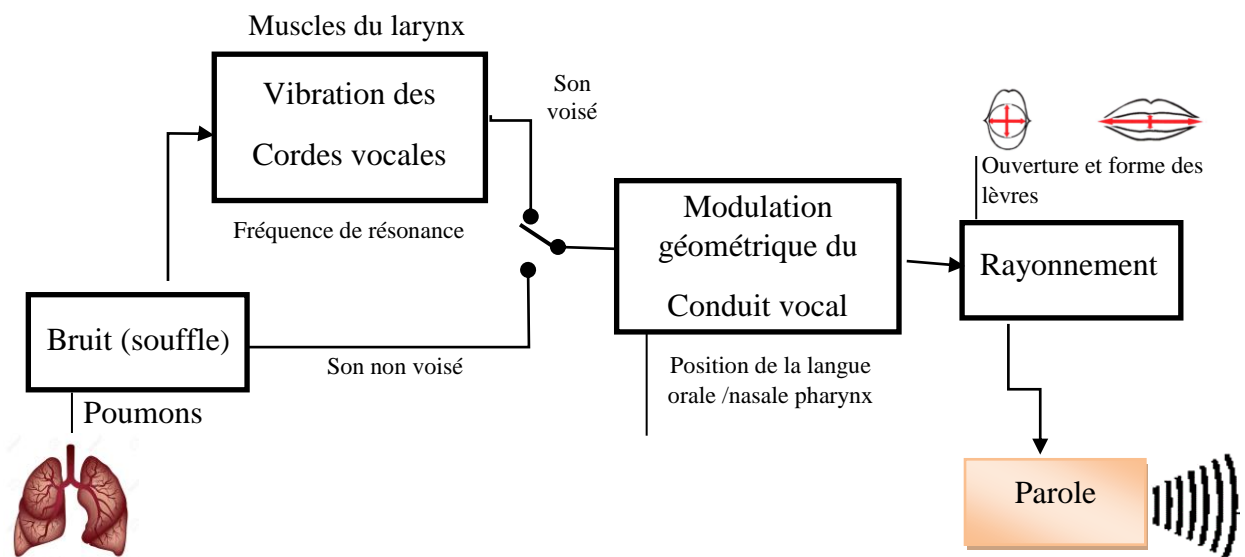 Muscles du larynx
Vibration des
Cordes vocales
Son
voisé
Fréquence de résonance
Bruit (souffle)
Son non voisé
Poumons
Modulation
géométrique du
Conduit vocal
Position de la langue
orale /nasale pharynx
Ouverture et forme des
lèvres
Rayonnement
Parole